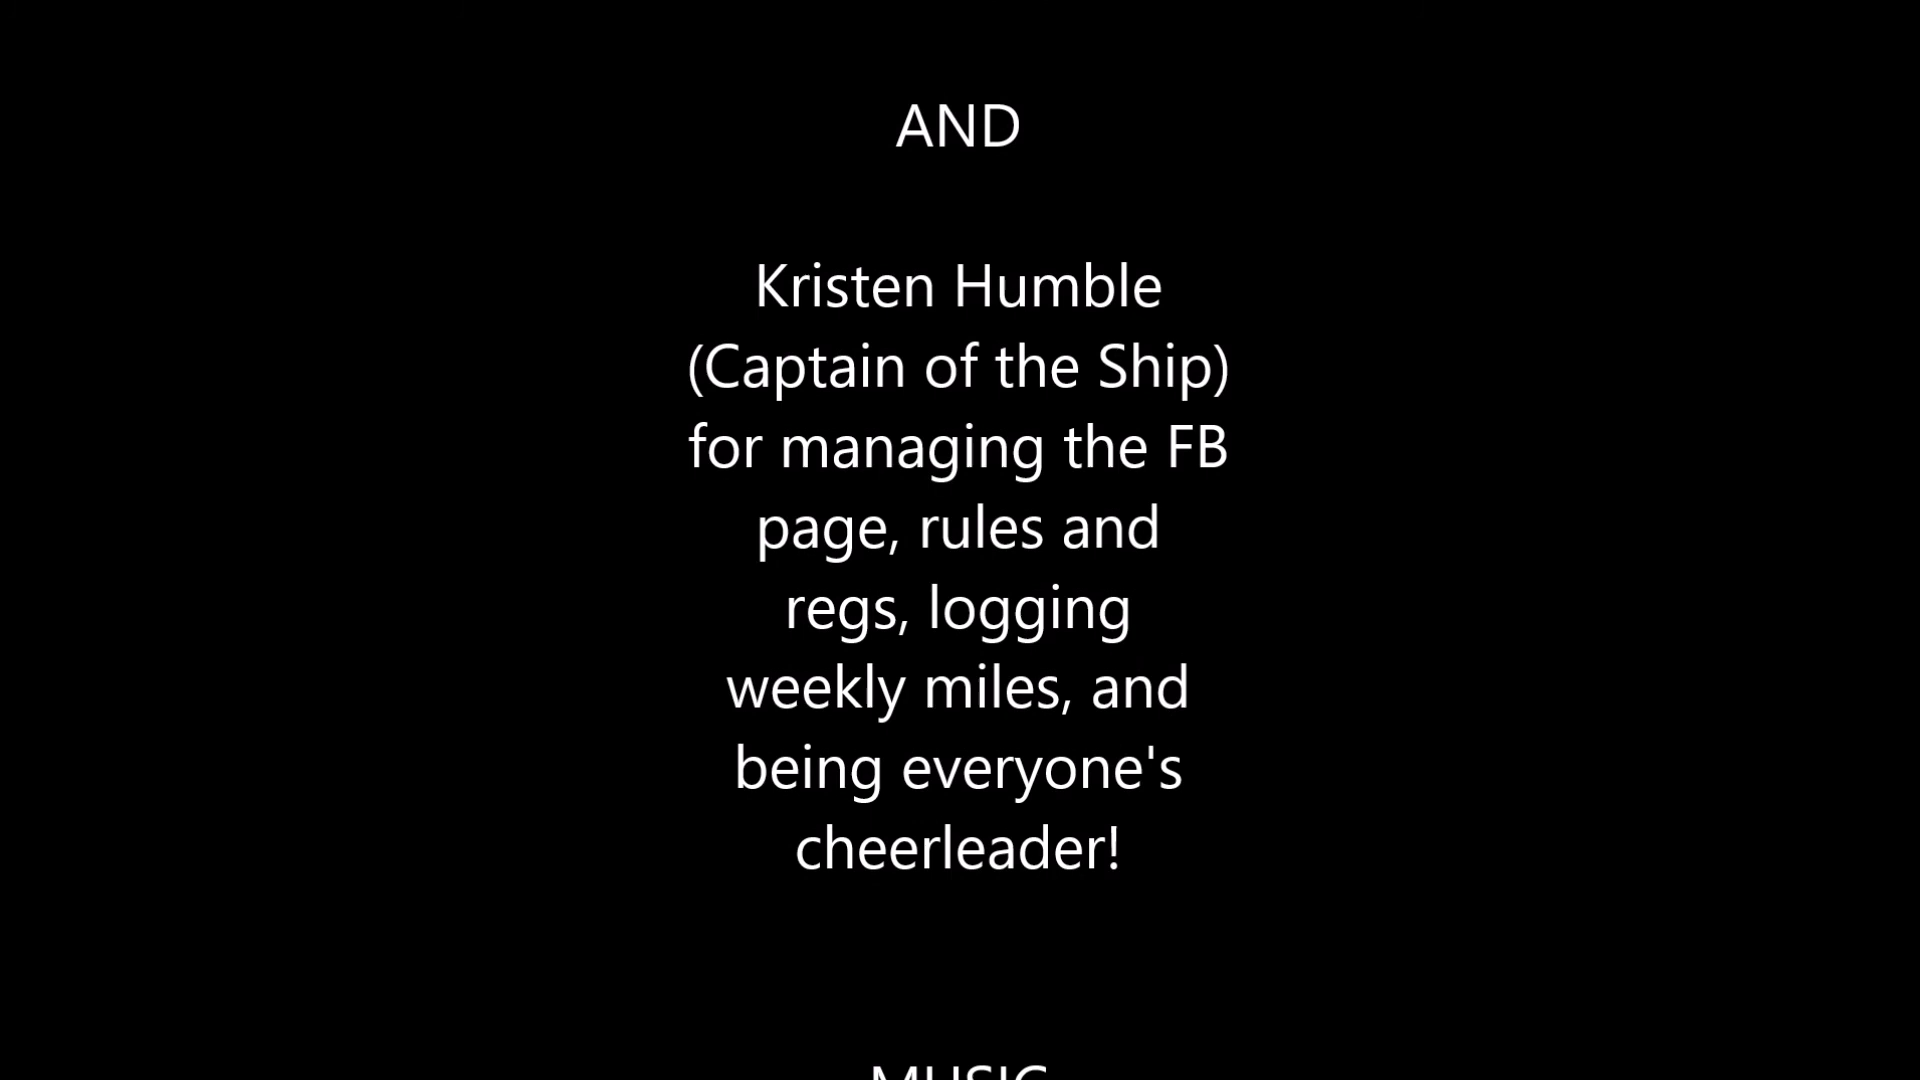 AND
Kristen Humble
(Captain of the Ship)
for managing the FB
page, rules and
regs, logging
weekly miles, and
being everyone's
cheerleader!
MUSIC